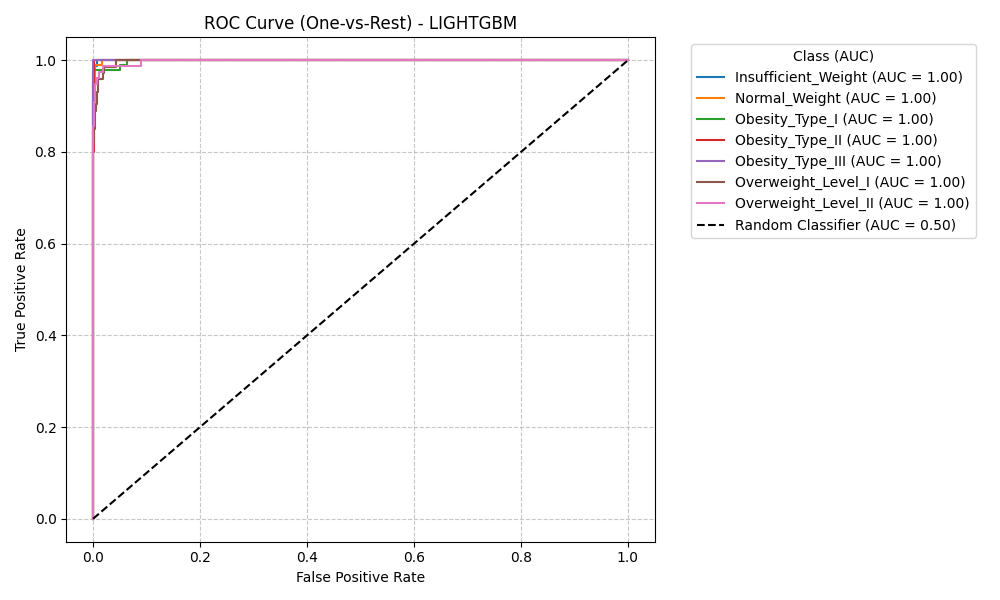 ROC Curve (One-vs-Rest) - LIGHTGBM
Class (AUC)
Insufficient_Weight (AUC = 1.00)
Normal_Weight (AUC = 1.00)
Obesity_Type_I (AUC = 1.00)
Obesity_Type_II (AUC = 1.00)
Obesity_Type_III (AUC = 1.00)
Overweight_Level_I (AUC = 1.00)
Overweight_Level_II (AUC = 1.00)
Random Classifier (AUC = 0.50)
True Positive Rate
1.0
0.8
0.6
0.4
0.2
0.0
0.0 0.2 0.4 0.6 0.8 1.0
False Positive Rate